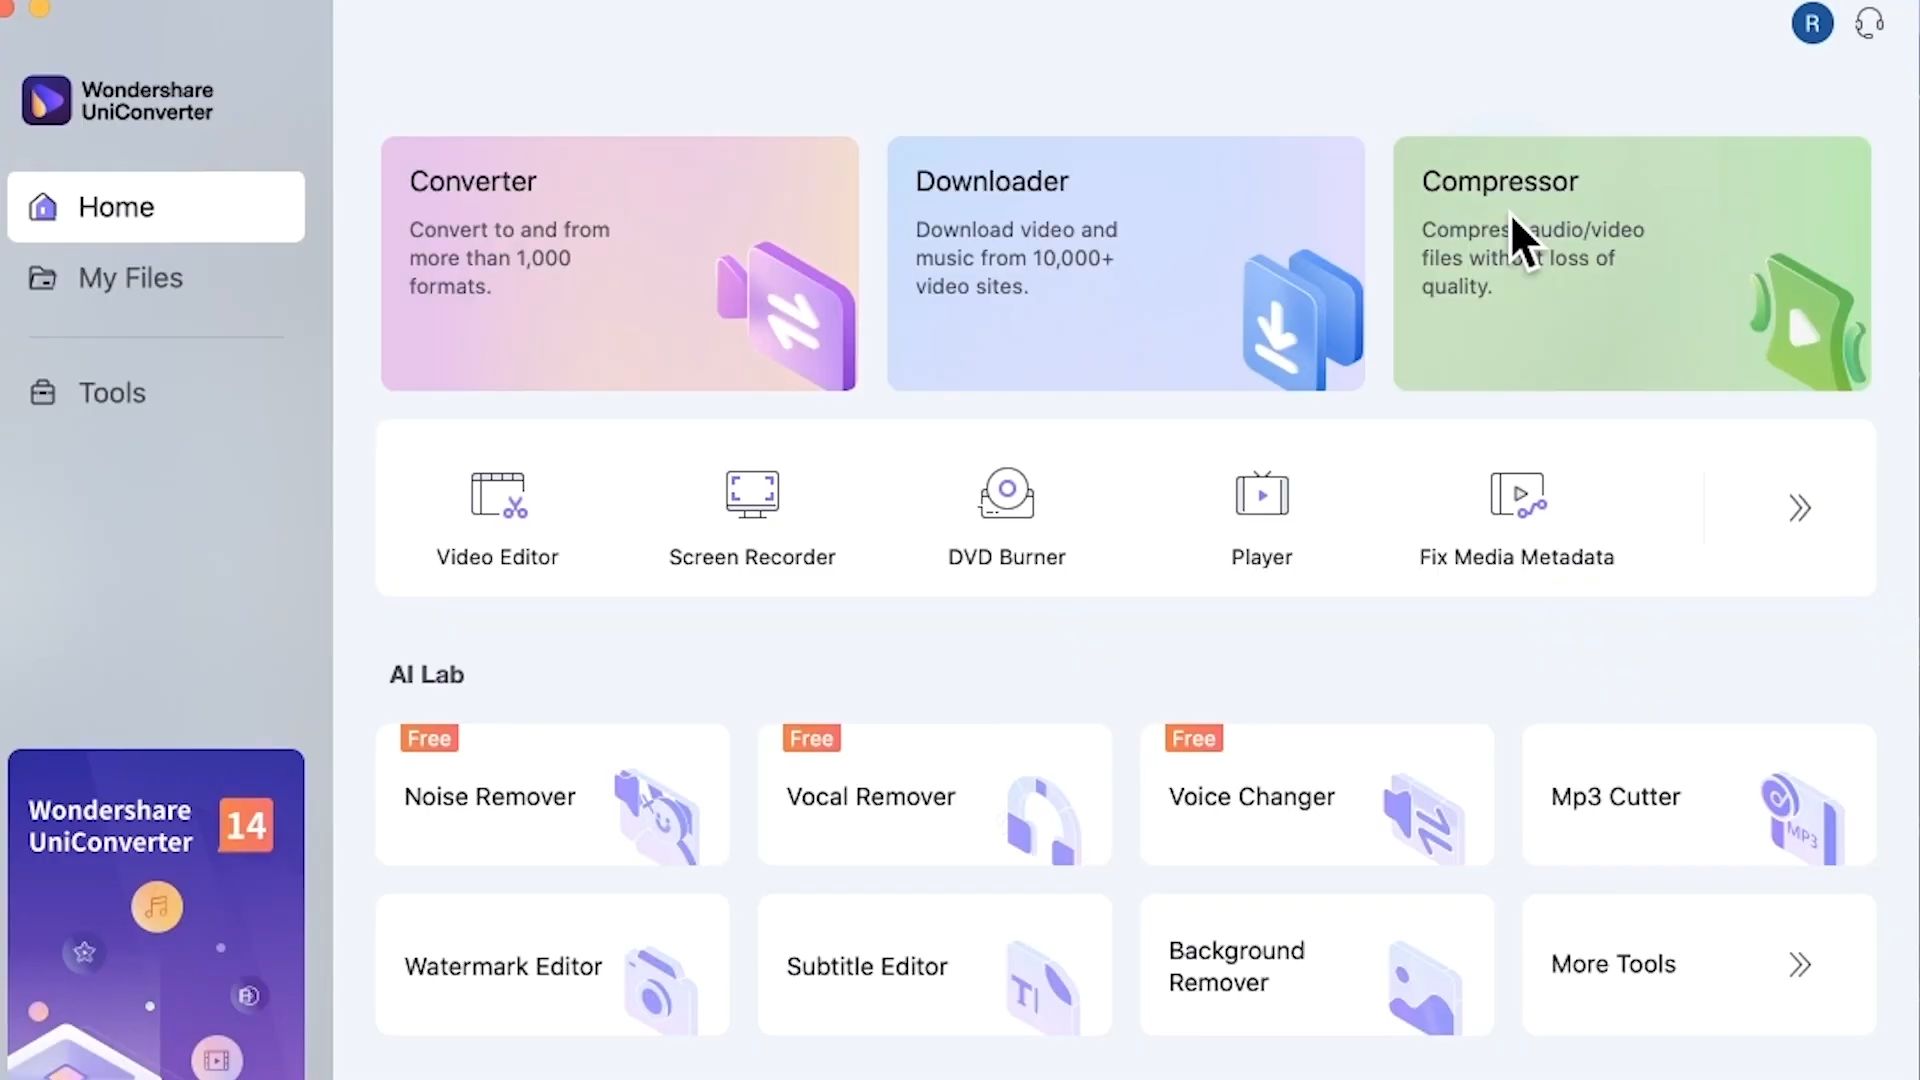 R
Wondershare
UniConverter
Home
My Files
Tools
Converter
Convert to and from
more than 1,000
formats.
Downloader
Download video and
music from 10,000+
video sites.
Compressor
Compress audio/video
files without loss of
quality.
Video Editor
Screen Recorder
DVD Burner
Player
Fix Media Metadata
AI Lab
Free
Noise Remover
Free
Vocal Remover
Free
Voice Changer
Mp3 Cutter
MP3
Watermark Editor
Subtitle Editor
T
Background
Remover
More Tools
Wondershare
UniConverter
14